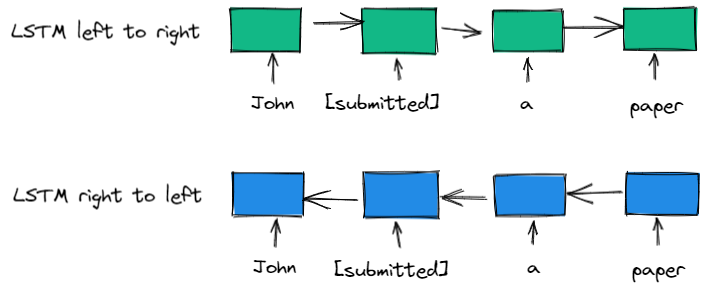 LSTM left to right
John [submitted] a paper
LSTM right to left
John [submitted] a paper